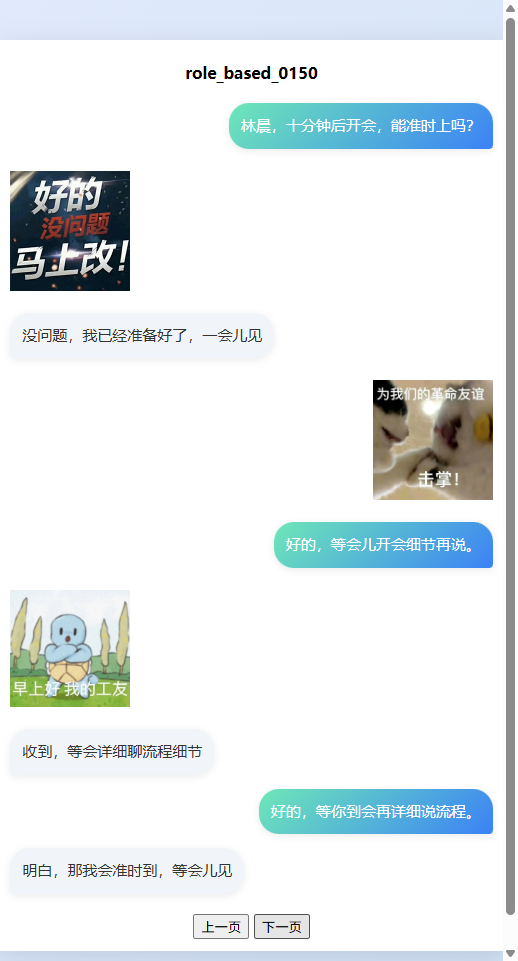 role_based_0150
林晨，十分钟后开会，能准时上吗？
好的
没问题
马上改！
没问题，我已经准备好了，一会儿见
为我们的革命友谊
击掌！
好的，等会儿开会细节再说。
早上好 我的工友
收到，等会详细聊流程细节
好的，等你到会再详细说流程。
明白，那我会准时到，等会儿见
上一页 下一页